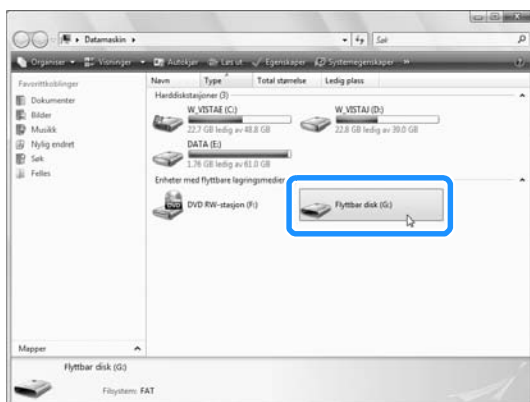 Datamaskin
Søk
Organiser Visninger Autokjør Løs ut Egenskaper Systemegenskaper »
Favorittkoblinger
Dokumenter
Bilder
Musikk
Nylig endret
Søk
Felles
Mapper
Navn Type Total størrelse Ledig plass
Harddiskstasjoner (3)
W_VISTAE (C:)
22.7 GB ledig av 48.8 GB
W_VISTAJ (D:)
22.8 GB ledig av 39.0 GB
DATA (E:)
1.76 GB ledig av 61.0 GB
Enheter med flyttbare lagringsmedier
DVD RW-stasjon (F:)
Flyttbar disk (G:)
Flyttbar disk (G:)
Filsystem: FAT